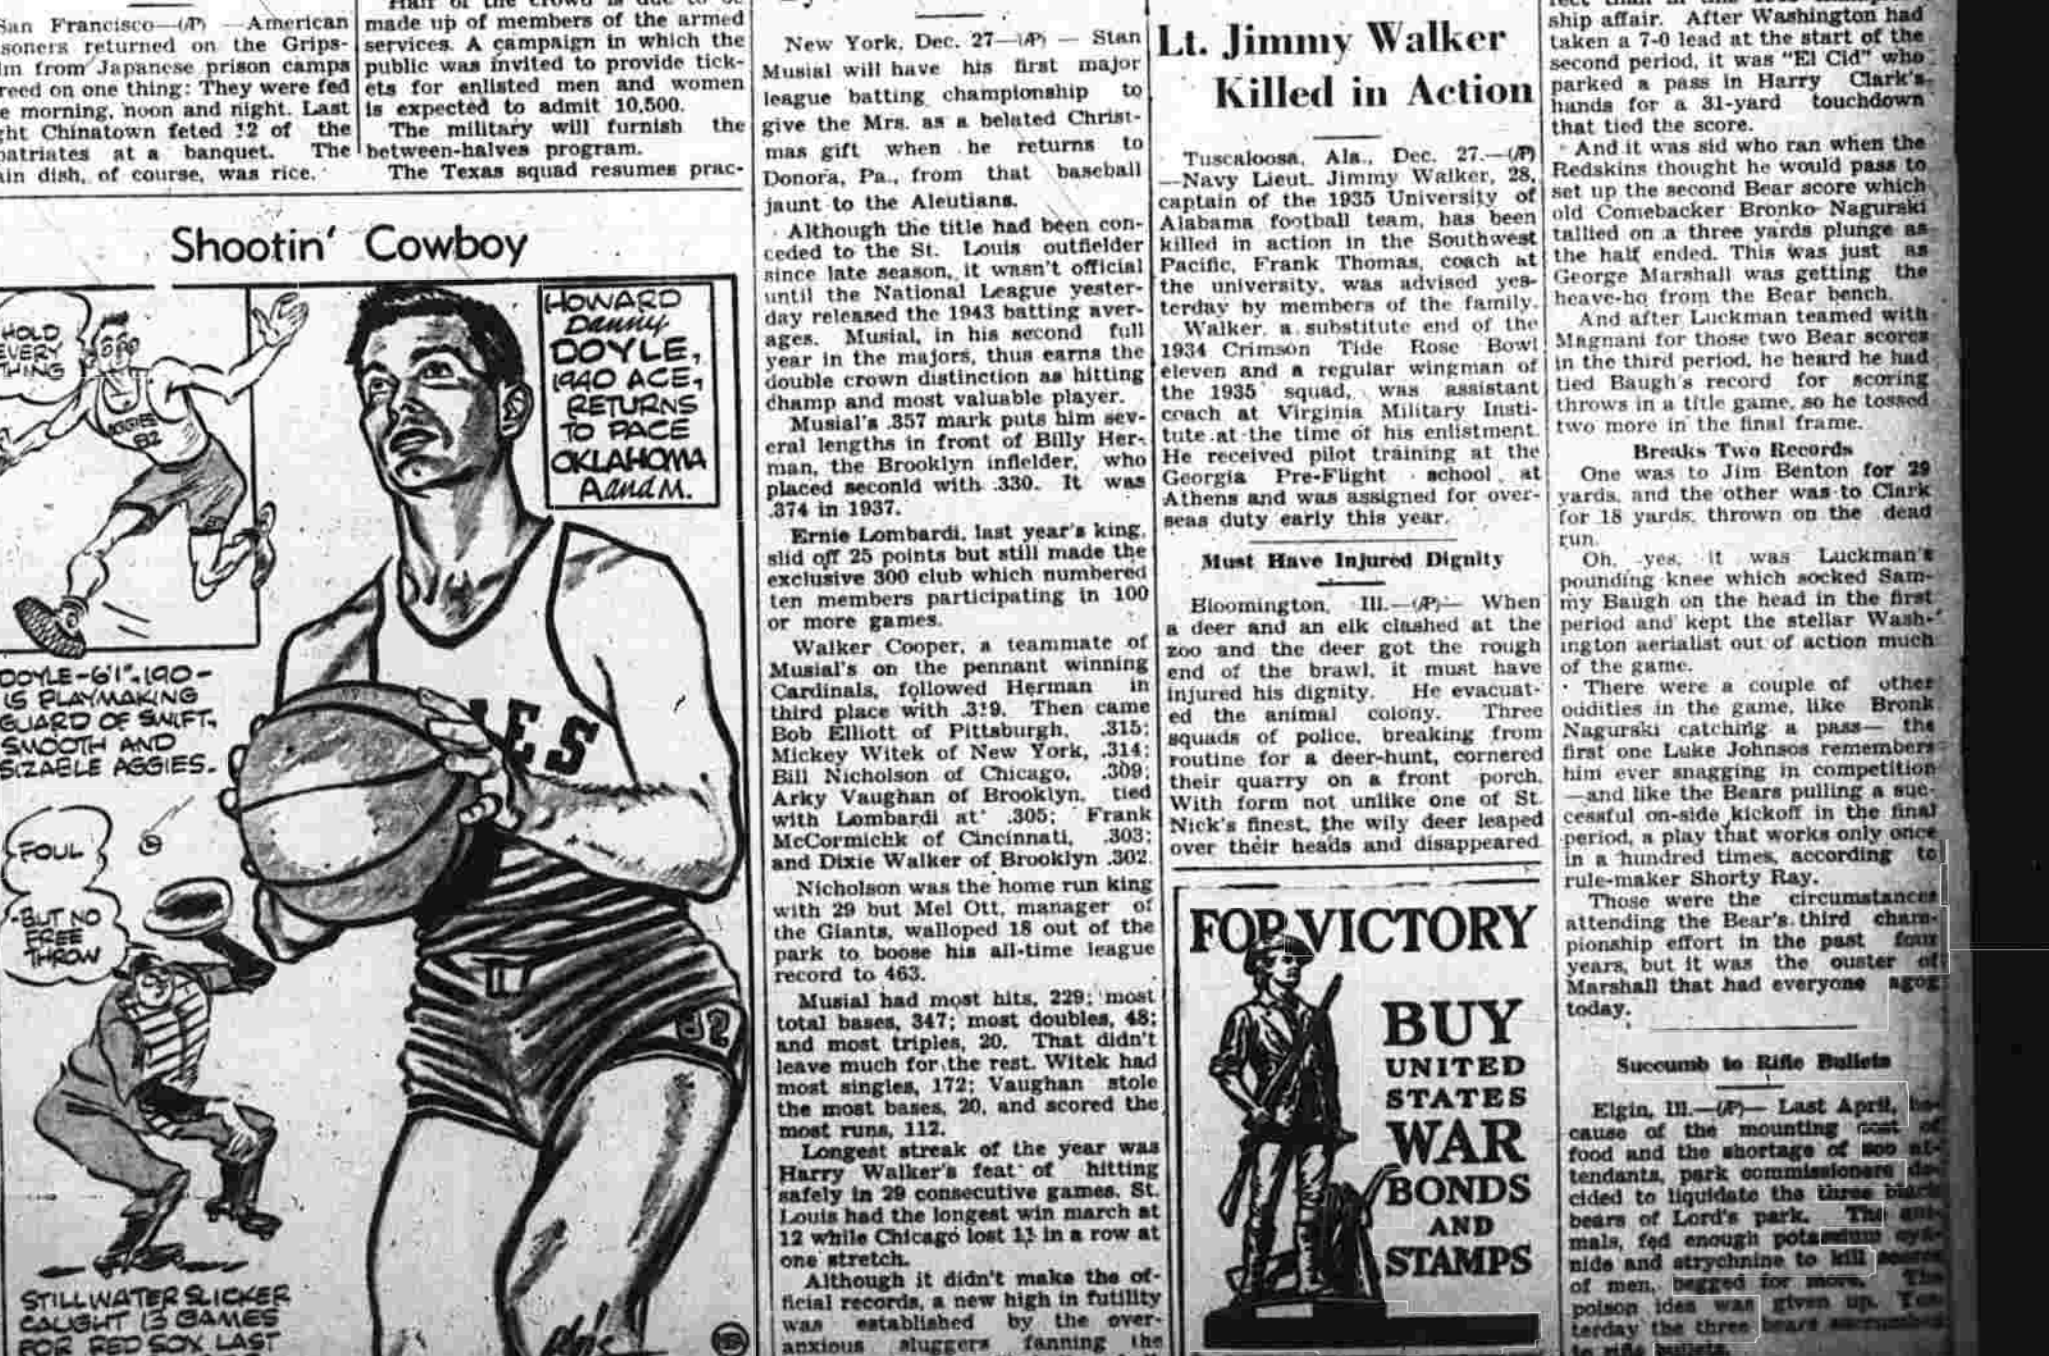 San Francisco—(AP) —American
soners returned on the Grips-
from Japanese prison camps
reed on one thing: They were fed
morning, noon and night. Last
ght Chinatown feted 12 of the
patriates at a banquet. The
ain dish, of course, was rice.
made up of members of the armed
services. A campaign in which the
public was invited to provide tick-
ets for enlisted men and women
is expected to admit 10,500.
The military will furnish the
between-halves program.
The Texas squad resumes prac-
Shootin' Cowboy
HOLD
EVERY
THING
AGGIES
82
HOWARD
Danny
DOYLE,
1940 ACE,
RETURNS
TO PACE
OKLAHOMA
A and M.
DOYLE-6'1", 190-
IS PLAYMAKING
GUARD OF SWIFT,
SMOOTH AND
SIZABLE AGGIES.
IES
82
FOUL
-BUT NO
FREE
THROW
STILLWATER SLICKER
CAUGHT 13 GAMES
FOR RED SOX LAST
New York, Dec. 27—(AP) — Stan
Musial will have his first major
league batting championship to
give the Mrs. as a belated Christ-
mas gift when he returns to
Donora, Pa., from that baseball
jaunt to the Aleutians.
Although the title had been con-
ceded to the St. Louis outfielder
since late season, it wasn't official
until the National League yester-
day released the 1943 batting aver-
ages. Musial, in his second full
year in the majors, thus earns the
double crown distinction as hitting
champ and most valuable player.
Musial's .357 mark puts him sev-
eral lengths in front of Billy Her-
man, the Brooklyn infielder, who
placed seconld with .330. It was
.374 in 1937.
Ernie Lombardi, last year's king,
slid off 25 points but still made the
exclusive 300 club which numbered
ten members participating in 100
or more games.
Walker Cooper, a teammate of
Musial's on the pennant winning
Cardinals, followed Herman in
third place with .319. Then came
Bob Elliott of Pittsburgh, .315;
Mickey Witek of New York, .314;
Bill Nicholson of Chicago, .309;
Arky Vaughan of Brooklyn, tied
with Lombardi at .305; Frank
McCormichk of Cincinnati, .303;
and Dixie Walker of Brooklyn .302.
Nicholson was the home run king
with 29 but Mel Ott, manager of
the Giants, walloped 18 out of the
park to boose his all-time league
record to 463.
Musial had most hits, 229; most
total bases, 347; most doubles, 48;
and most triples, 20. That didn't
leave much for the rest. Witek had
most singles, 172; Vaughan stole
the most bases, 20, and scored the
most runs, 112.
Longest streak of the year was
Harry Walker's feat of hitting
safely in 29 consecutive games. St.
Louis had the longest win march at
12 while Chicago lost 11 in a row at
one stretch.
Although it didn't make the of-
ficial records, a new high in futility
was established by the over-
anxious sluggers fanning the
Lt. Jimmy Walker
Killed in Action
Tuscaloosa, Ala., Dec. 27.—(AP)
—Navy Lieut. Jimmy Walker, 28,
captain of the 1935 University of
Alabama football team, has been
killed in action in the Southwest
Pacific, Frank Thomas, coach at
the university, was advised yes-
terday by members of the family.
Walker, a substitute end of the
1934 Crimson Tide Rose Bowl
eleven and a regular wingman of
the 1935 squad, was assistant
coach at Virginia Military Insti-
tute at the time of his enlistment.
He received pilot training at the
Georgia Pre-Flight school at
Athens and was assigned for over-
seas duty early this year.
Must Have Injured Dignity
Bloomington, Ill.—(AP)— When
a deer and an elk clashed at the
zoo and the deer got the rough
end of the brawl, it must have
injured his dignity. He evacuat-
ed the animal colony. Three
squads of police, breaking from
routine for a deer-hunt, cornered
their quarry on a front porch.
With form not unlike one of St.
Nick's finest, the wily deer leaped
over their heads and disappeared
FOR VICTORY
BUY
UNITED
STATES
WAR
BONDS
AND
STAMPS
ship affair. After Washington had
taken a 7-0 lead at the start of the
second period, it was "El Cid" who
parked a pass in Harry Clark's
hands for a 31-yard touchdown
that tied the score.
And it was sid who ran when the
Redskins thought he would pass to
set up the second Bear score which
old Comebacker Bronko Nagurski
tallied on a three yards plunge as
the half ended. This was just as
George Marshall was getting the
heave-ho from the Bear bench.
And after Luckman teamed with
Magnani for those two Bear scores
in the third period, he heard he had
tied Baugh's record for scoring
throws in a title game, so he tossed
two more in the final frame.
Breaks Two Records
One was to Jim Benton for 29
yards, and the other was to Clark
for 18 yards, thrown on the dead
run.
Oh, yes, it was Luckman's
pounding knee which socked Sam-
my Baugh on the head in the first
period and kept the stellar Wash-
ington aerialist out of action much
of the game.
There were a couple of other
oddities in the game, like Bronk
Nagurski catching a pass— the
first one Luke Johnsos remembers
him ever snagging in competition
—and like the Bears pulling a suc-
cessful on-side kickoff in the final
period, a play that works only once
in a hundred times, according to
rule-maker Shorty Ray.
Those were the circumstances
attending the Bear's third cham-
pionship effort in the past four
years, but it was the ouster of
Marshall that had everyone agog
today.
Succumb to Rifle Bullets
Elgin, Ill.—(AP)— Last April, be-
cause of the mounting cost of
food and the shortage of zoo at-
tendants, park commissioners de-
cided to liquidate the three black
bears of Lord's park. The ani-
mals, fed enough potassium cya-
nide and strychnine to kill scores
of men, begged for more. The
poison idea was given up. Yes-
terday the three bears succumbed
to rifle bullets.